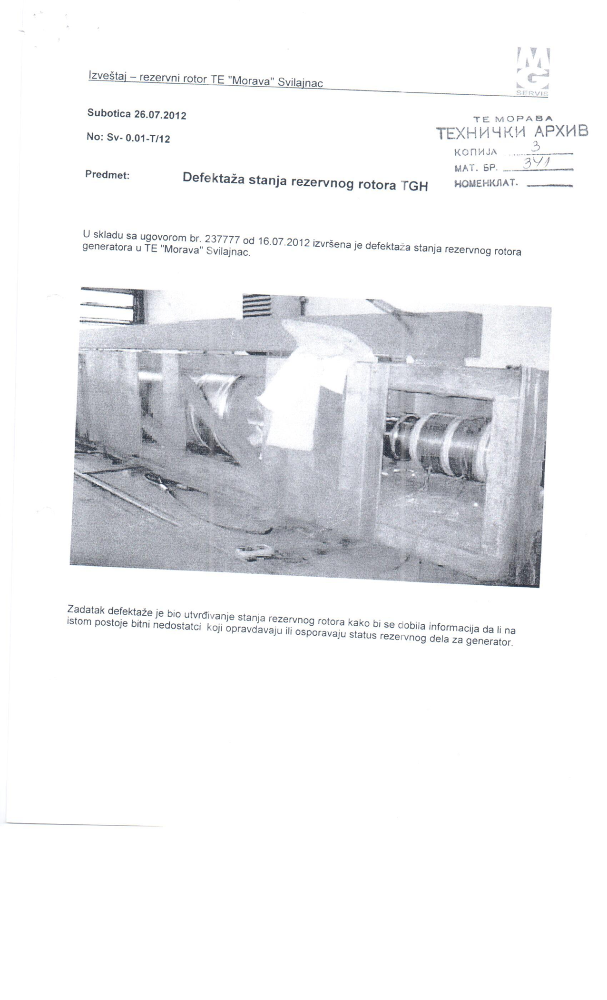 Izveštaj – rezervni rotor TE "Morava" Svilajnac
MG
SERVIS
Subotica 26.07.2012
No: Sv- 0.01-T/12
ТЕ МОРАВА
ТЕХНИЧКИ АРХИВ
КОПИЈА 3
МАТ. БР. 341
НОМЕНКЛАТ.
Predmet: Defektaža stanja rezervnog rotora TGH
U skladu sa ugovorom br. 237777 od 16.07.2012 izvršena je defektaža stanja rezervnog rotora
generatora u TE "Morava" Svilajnac.
Zadatak defektaže je bio utvrđivanje stanja rezervnog rotora kako bi se dobila informacija da li na
istom postoje bitni nedostatci koji opravdavaju ili osporavaju status rezervnog dela za generator.